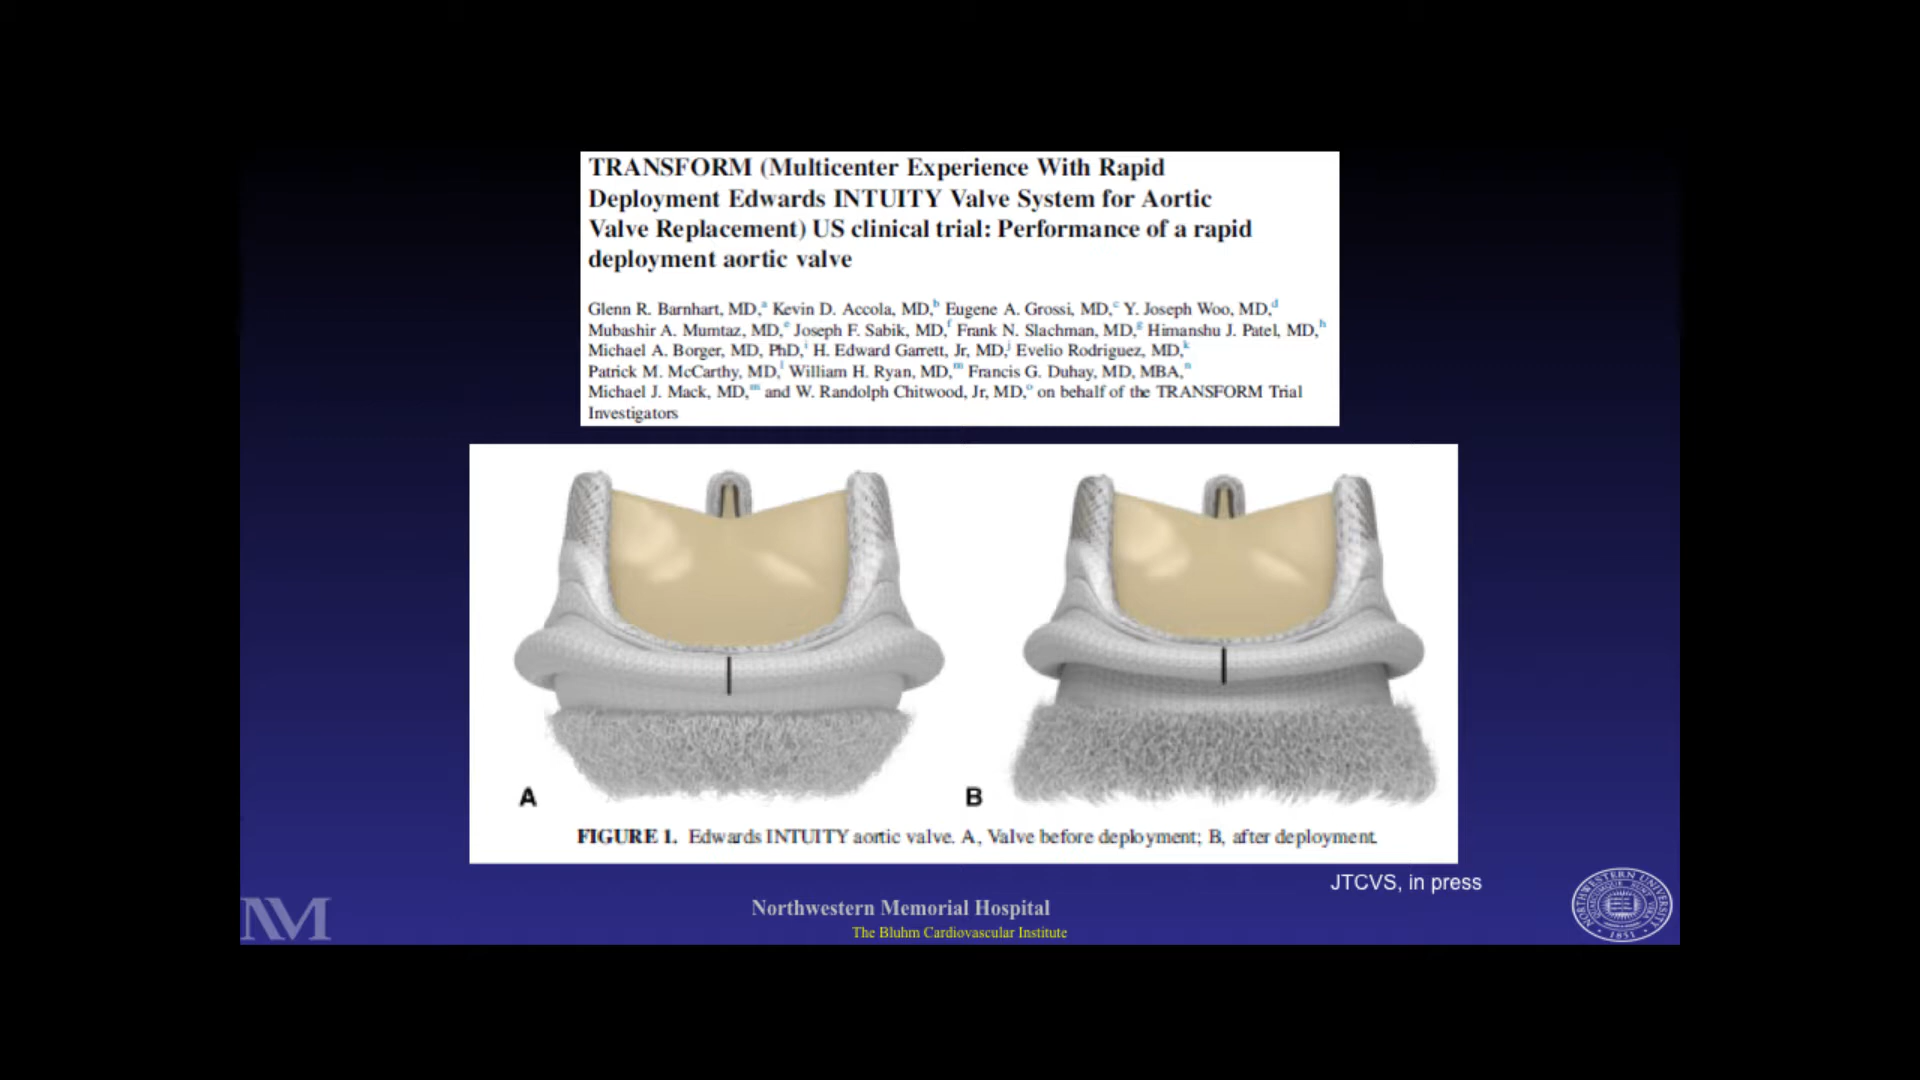 TRANSFORM (Multicenter Experience With Rapid
Deployment Edwards INTUITY Valve System for Aortic
Valve Replacement) US clinical trial: Performance of a rapid
deployment aortic valve
Glenn R. Barnhart, MD,a Kevin D. Accola, MD,b Eugene A. Grossi, MD,c Y. Joseph Woo, MD,d
Mubashir A. Mumtaz, MD,e Joseph F. Sabik, MD,f Frank N. Slachman, MD,g Himanshu J. Patel, MD,h
Michael A. Borger, MD, PhD,i H. Edward Garrett, Jr, MD,j Evelio Rodriguez, MD,k
Patrick M. McCarthy, MD,l William H. Ryan, MD,m Francis G. Duhay, MD, MBA,n
Michael J. Mack, MD,m and W. Randolph Chitwood, Jr, MD,o on behalf of the TRANSFORM Trial
Investigators
A
B
FIGURE 1. Edwards INTUITY aortic valve. A, Valve before deployment; B, after deployment.
JTCVS, in press
NM
Northwestern Memorial Hospital
The Bluhm Cardiovascular Institute
NORTHWESTERN UNIVERSITY
1851